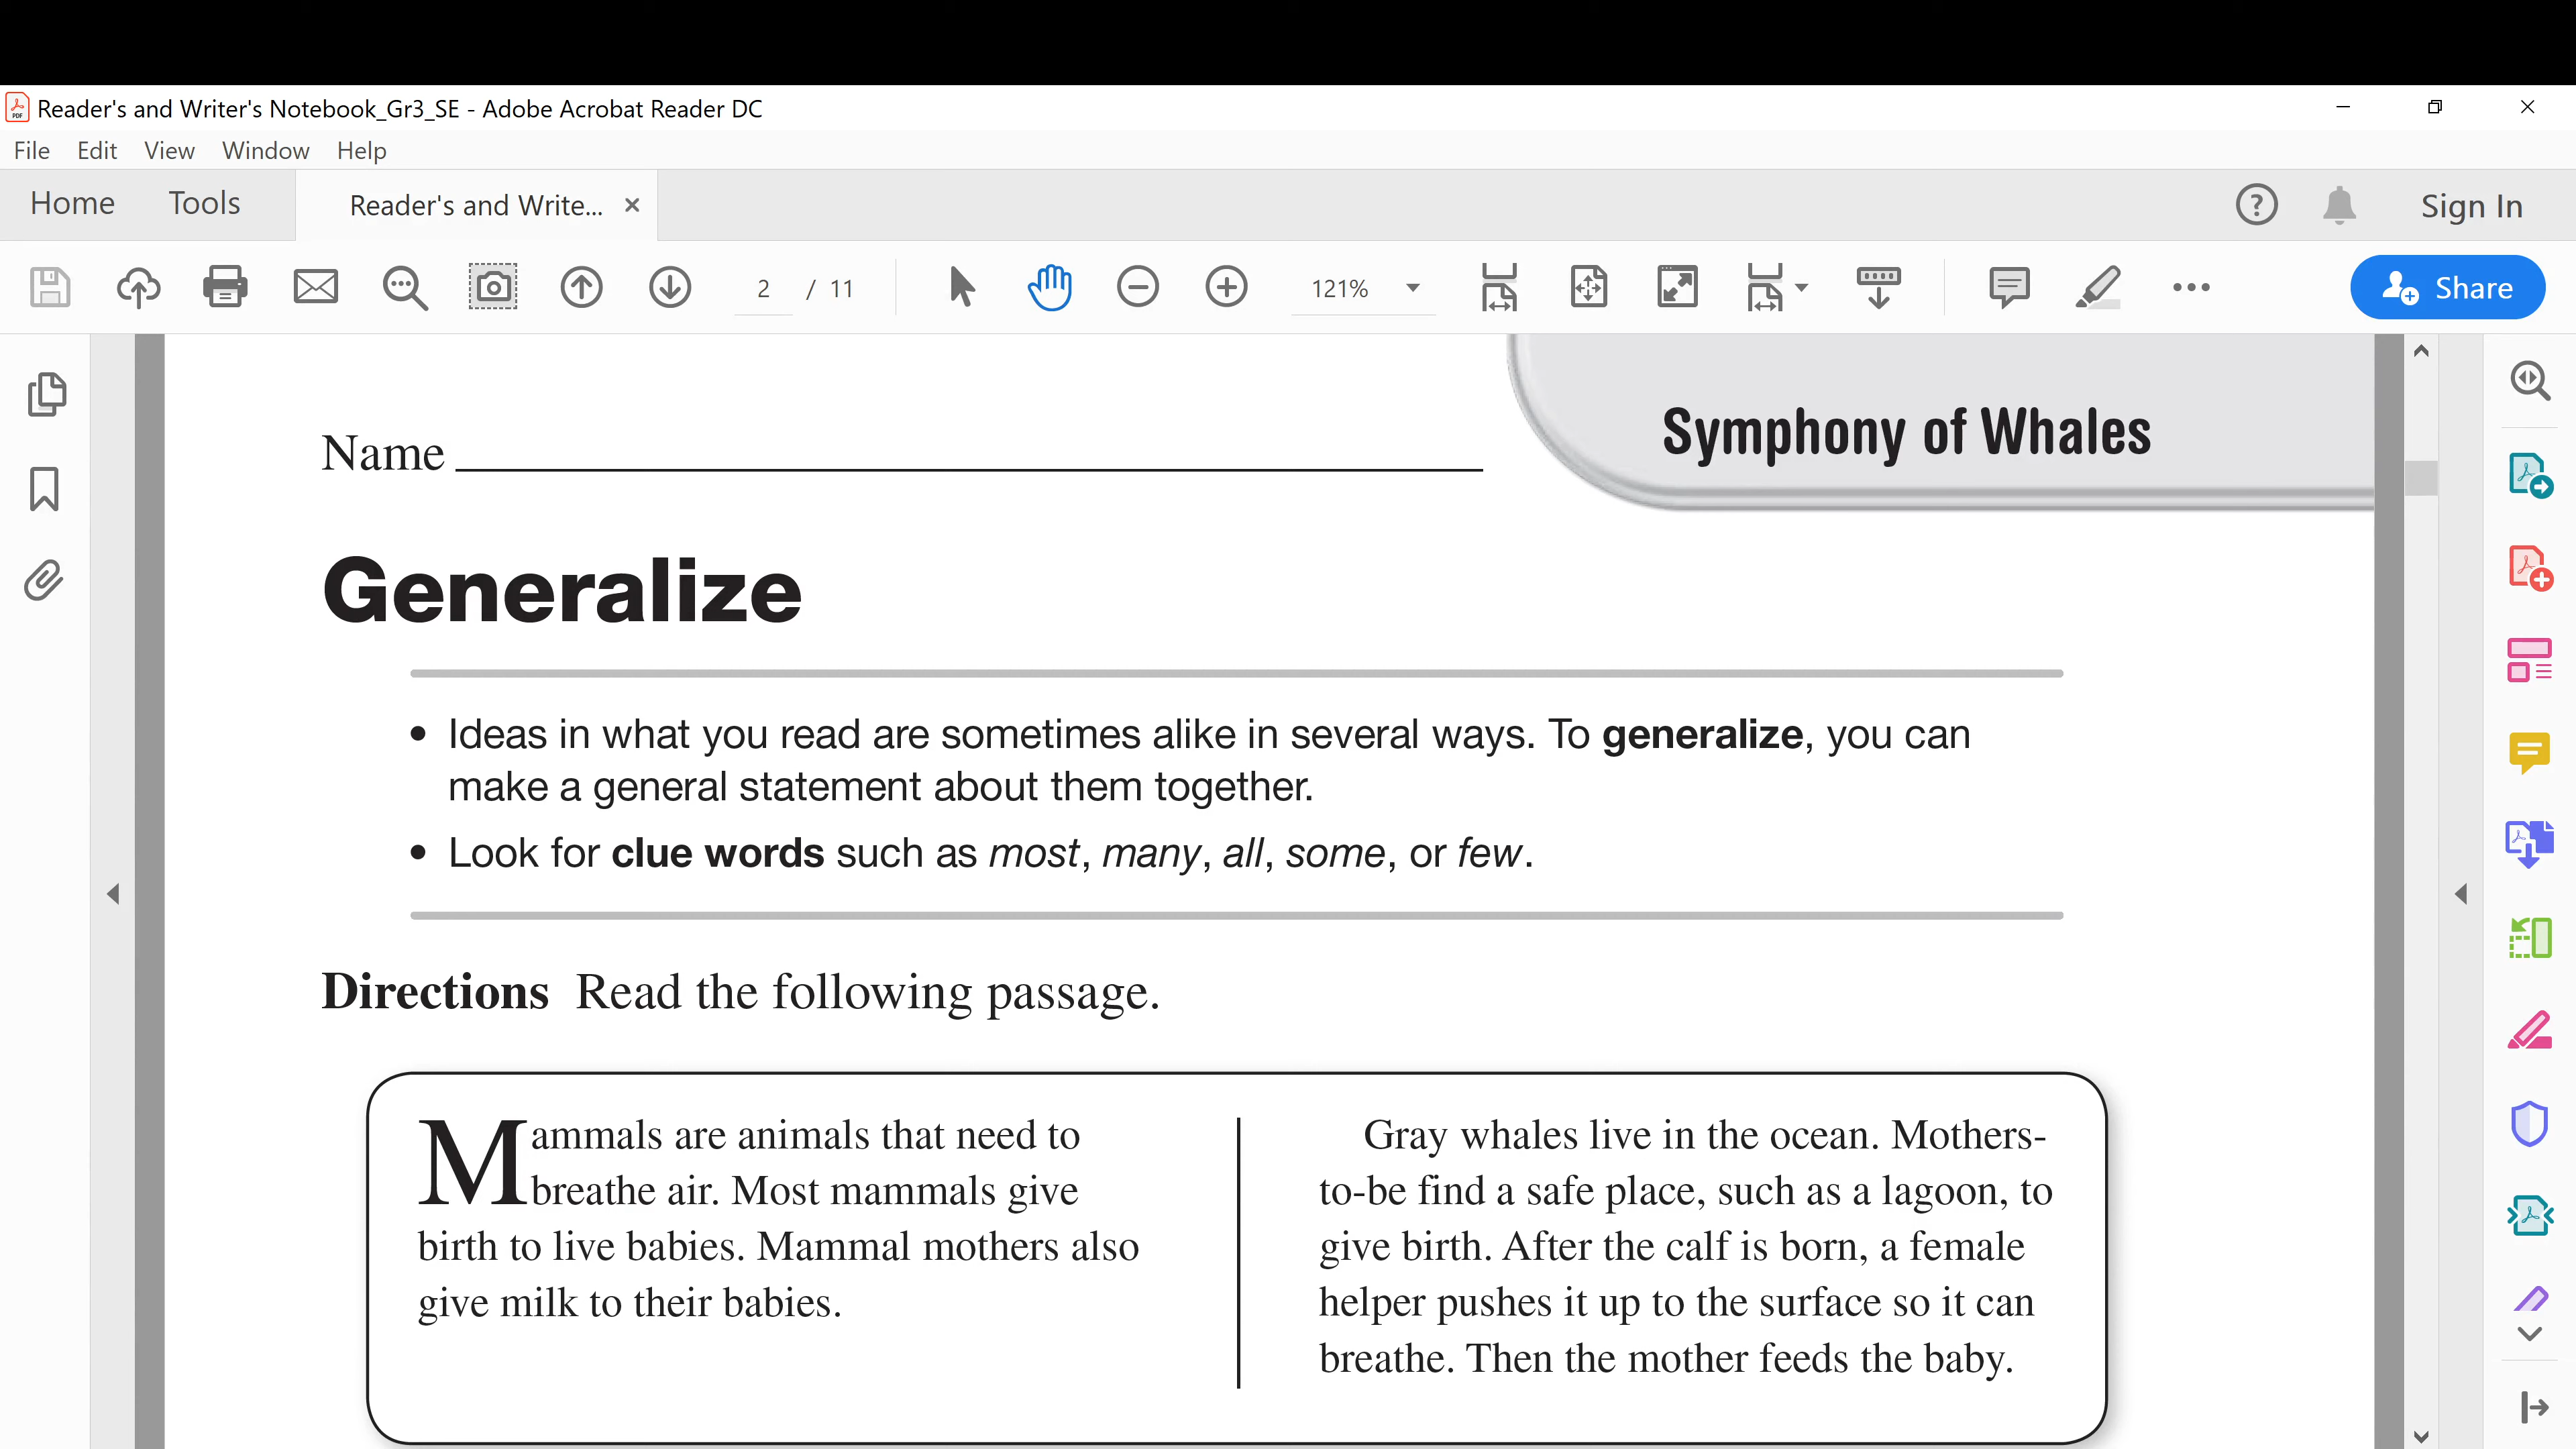 Reader's and Writer's Notebook_Gr3_SE - Adobe Acrobat Reader DC
File Edit View Window Help
Home Tools Reader's and Write... Sign In
2 / 11 121% Share
Symphony of Whales
Name
Generalize
• Ideas in what you read are sometimes alike in several ways. To generalize, you can
make a general statement about them together.
• Look for clue words such as most, many, all, some, or few.
Directions Read the following passage.
Mammals are animals that need to
breathe air. Most mammals give
birth to live babies. Mammal mothers also
give milk to their babies.
Gray whales live in the ocean. Mothers-
to-be find a safe place, such as a lagoon, to
give birth. After the calf is born, a female
helper pushes it up to the surface so it can
breathe. Then the mother feeds the baby.